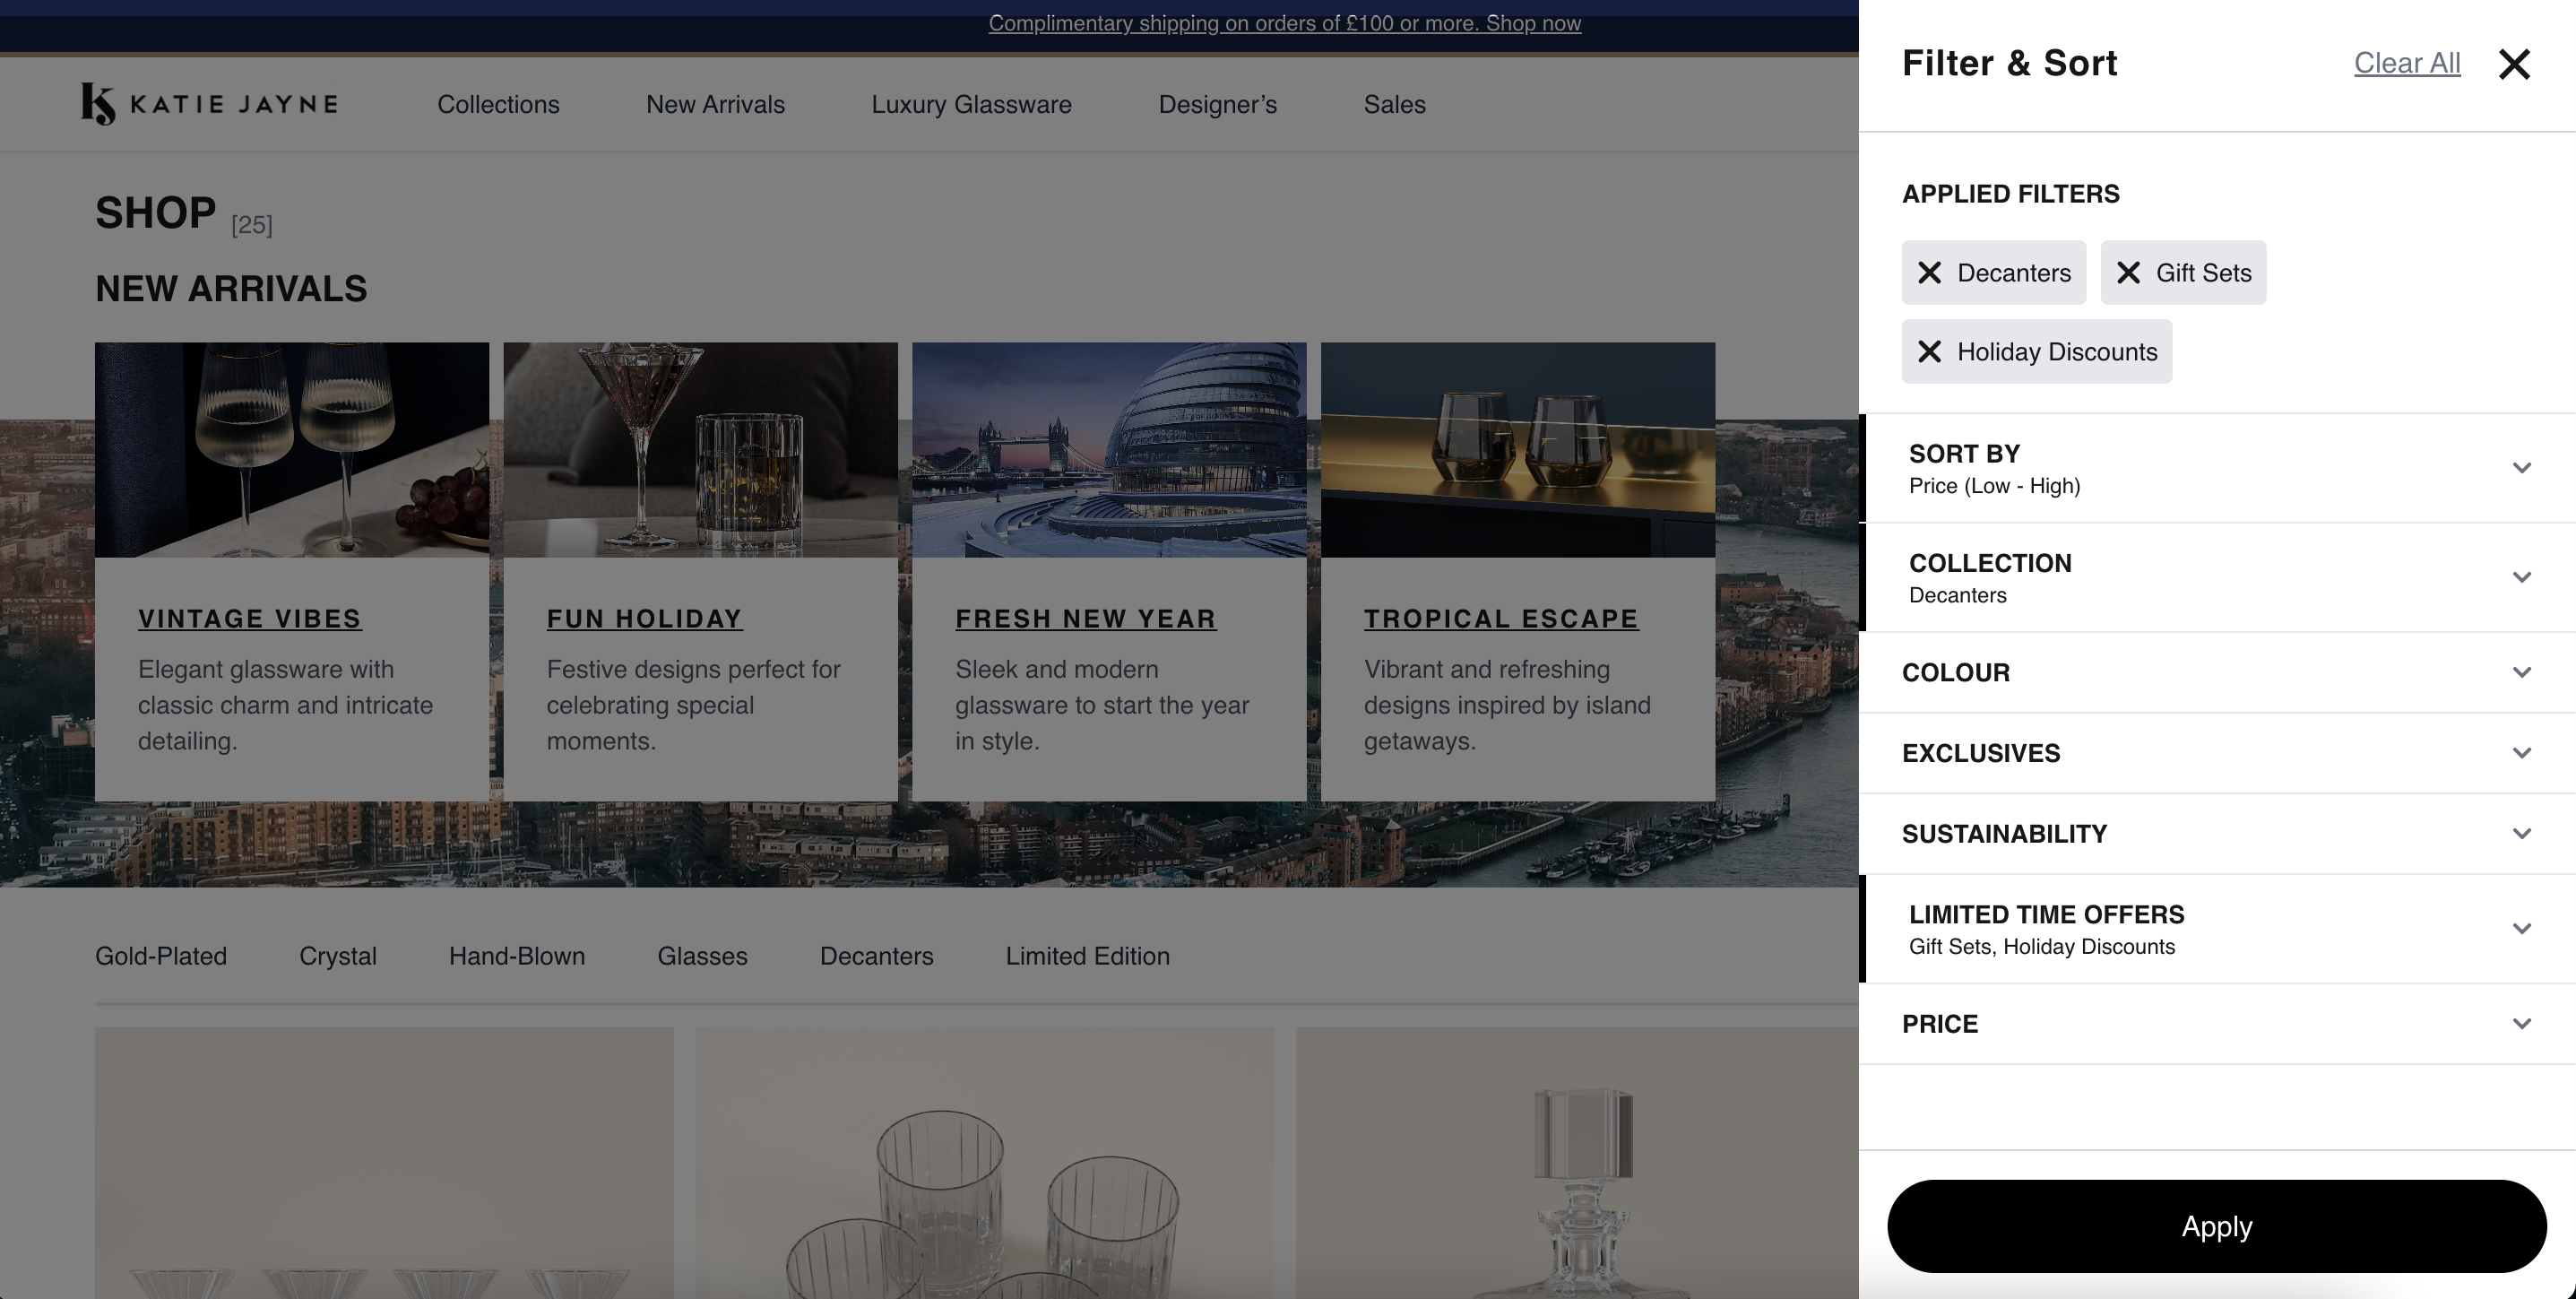 Complimentary shipping on orders of £100 or more. Shop now
KATIE JAYNE
Collections
New Arrivals
Luxury Glassware
Designer’s
Sales
SHOP [25]
NEW ARRIVALS
VINTAGE VIBES
Elegant glassware with
classic charm and intricate
detailing.
FUN HOLIDAY
Festive designs perfect for
celebrating special
moments.
FRESH NEW YEAR
Sleek and modern
glassware to start the year
in style.
TROPICAL ESCAPE
Vibrant and refreshing
designs inspired by island
getaways.
Gold-Plated
Crystal
Hand-Blown
Glasses
Decanters
Limited Edition
Filter & Sort
Clear All
APPLIED FILTERS
Decanters
Gift Sets
Holiday Discounts
SORT BY
Price (Low - High)
COLLECTION
Decanters
COLOUR
EXCLUSIVES
SUSTAINABILITY
LIMITED TIME OFFERS
Gift Sets, Holiday Discounts
PRICE
Apply